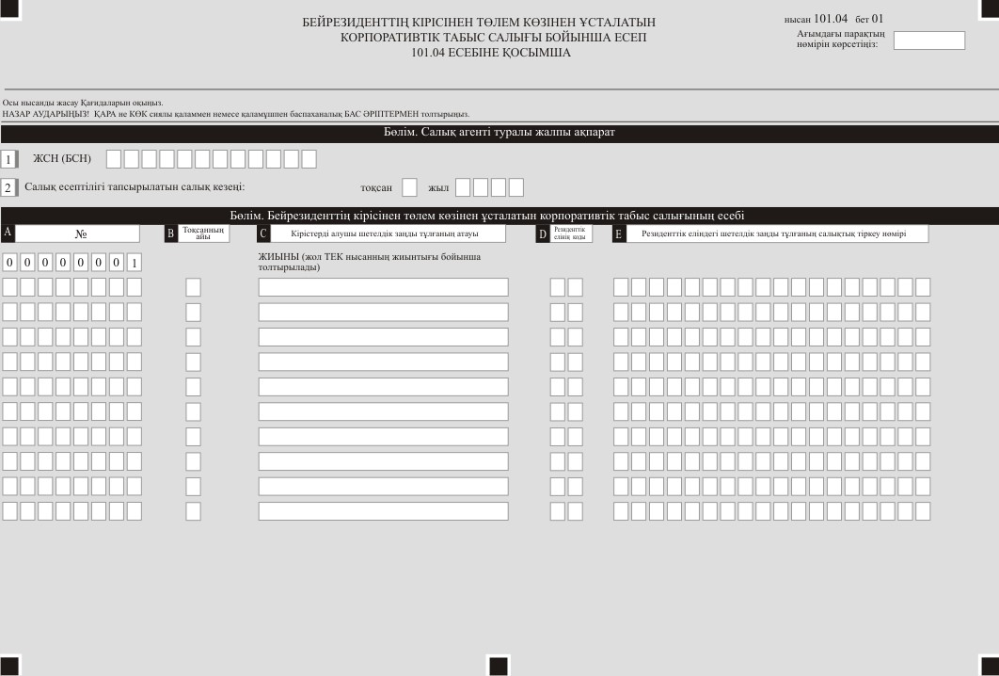 БЕЙРЕЗИДЕНТТІҢ КІРІСІНЕН ТӨЛЕМ КӨЗІНЕН ҰСТАЛАТЫН
КОРПОРАТИВТІК ТАБЫС САЛЫҒЫ БОЙЫНША ЕСЕП
101.04 ЕСЕБІНЕ ҚОСЫМША
нысан 101.04 бет 01
Ағымдағы парақтың
нөмірін көрсетіңіз:
Осы нысанды жасау Қағидаларын оқыңыз.
НАЗАР АУДАРЫҢЫЗ! ҚАРА не КӨК сиялы қаламмен немесе қаламұшпен баспаханалық БАС ӘРІПТЕРМЕН толтырыңыз.
Бөлім. Салық агенті туралы жалпы ақпарат
1 ЖСН (БСН)
2 Салық есептілігі тапсырылатын салық кезеңі: тоқсан жыл
Бөлім. Бейрезиденттің кірісінен төлем көзінен ұсталатын корпоративтік табыс салығының есебі
A № B Тоқсанның айы C Кірістерді алушы шетелдік заңды тұлғаның атауы D Резиденттік елінің коды E Резиденттік еліндегі шетелдік заңды тұлғаның салықтық тіркеу нөмірі
0 0 0 0 0 0 0 1 ЖИЫНЫ (жол ТЕК нысанның жиынтығы бойынша
толтырылады)